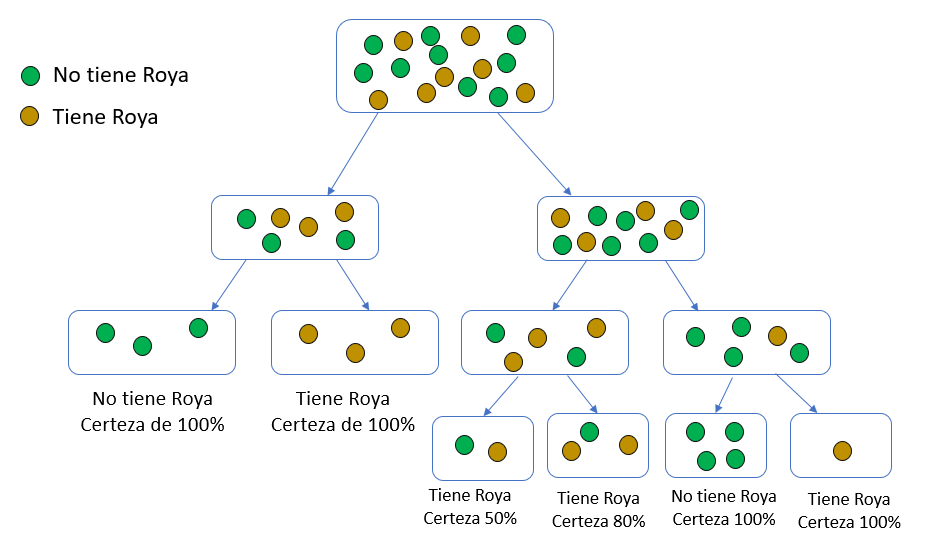 No tiene Roya
Tiene Roya
No tiene Roya
Certeza de 100%
Tiene Roya
Certeza de 100%
Tiene Roya
Certeza 50%
Tiene Roya
Certeza 80%
No tiene Roya
Certeza 100%
Tiene Roya
Certeza 100%